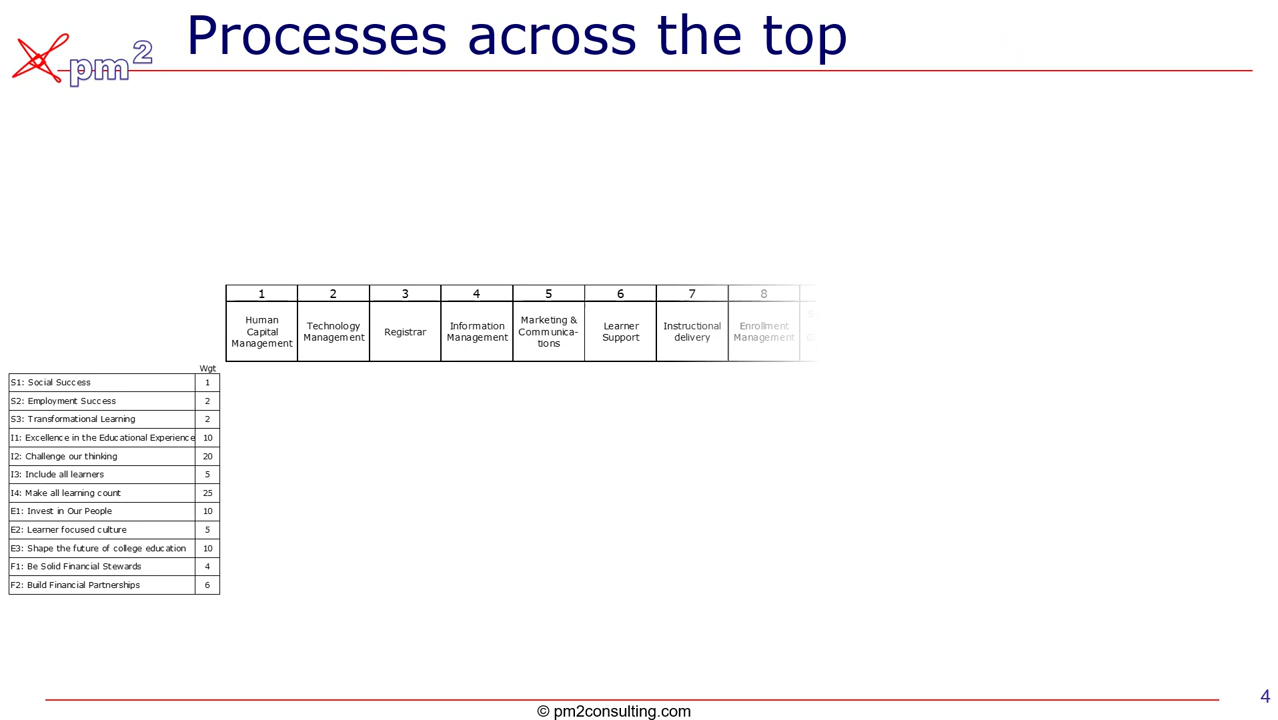 Processes across the top
pm2
1 2 3 4 5 6 7 8
Human Capital Management
Technology Management
Registrar
Information Management
Marketing & Communica-tions
Learner Support
Instructional delivery
Enrollment Management
Wgt
S1: Social Success 1
S2: Employment Success 2
S3: Transformational Learning 2
I1: Excellence in the Educational Experience 10
I2: Challenge our thinking 20
I3: Include all learners 5
I4: Make all learning count 25
E1: Invest in Our People 10
E2: Learner focused culture 5
E3: Shape the future of college education 10
F1: Be Solid Financial Stewards 4
F2: Build Financial Partnerships 6
© pm2consulting.com
4